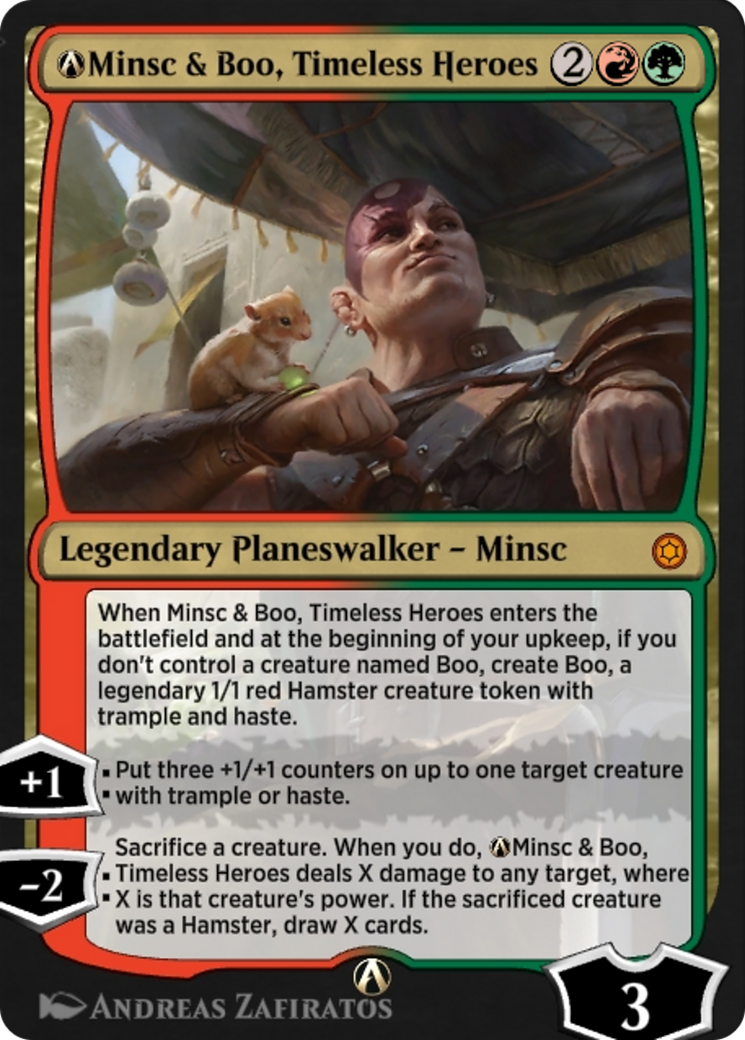 Minsc & Boo, Timeless Heroes 2
Legendary Planeswalker – Minsc
When Minsc & Boo, Timeless Heroes enters the
battlefield and at the beginning of your upkeep, if you
don't control a creature named Boo, create Boo, a
legendary 1/1 red Hamster creature token with
trample and haste.
+1
Put three +1/+1 counters on up to one target creature
with trample or haste.
-2
Sacrifice a creature. When you do, Minsc & Boo,
Timeless Heroes deals X damage to any target, where
X is that creature's power. If the sacrificed creature
was a Hamster, draw X cards.
Andreas Zafiratos
3